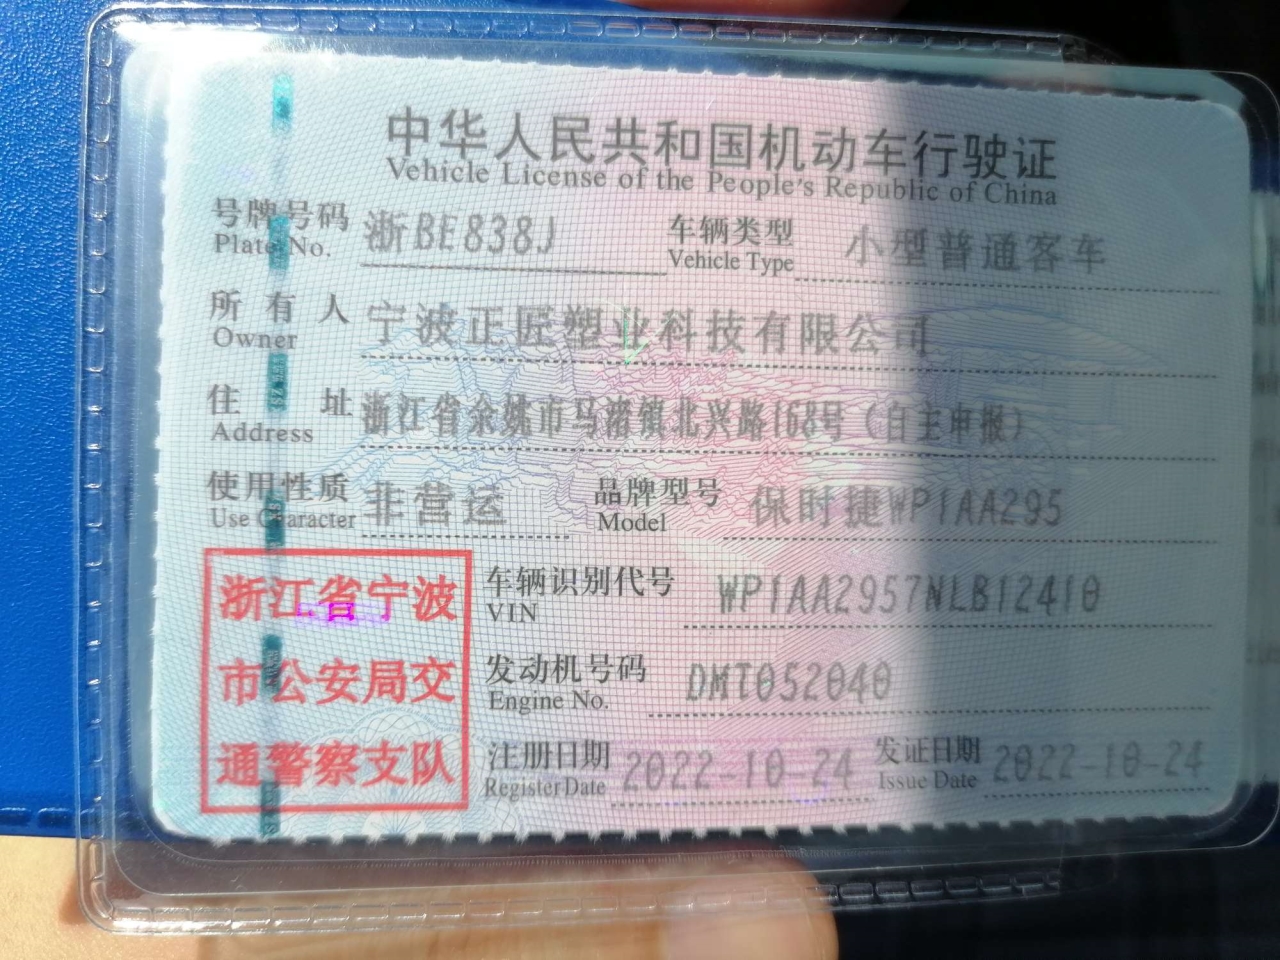 中华人民共和国机动车行驶证
Vehicle License of the People's Republic of China
号牌号码 浙BE838J 车辆类型 小型普通客车
Plate No. Vehicle Type
所有人 宁波正匠塑业科技有限公司
Owner
住址 浙江省余姚市马渚镇北兴路168号（自主申报）
Address
使用性质 非营运 品牌型号 保时捷WP1AA295
Use Character Model
浙江省宁波
市公安局交
通警察支队
车辆识别代号 WP1AA2957NLB12410
VIN
发动机号码 DMT052040
Engine No.
注册日期 2022-10-24 发证日期 2022-10-24
Register Date Issue Date